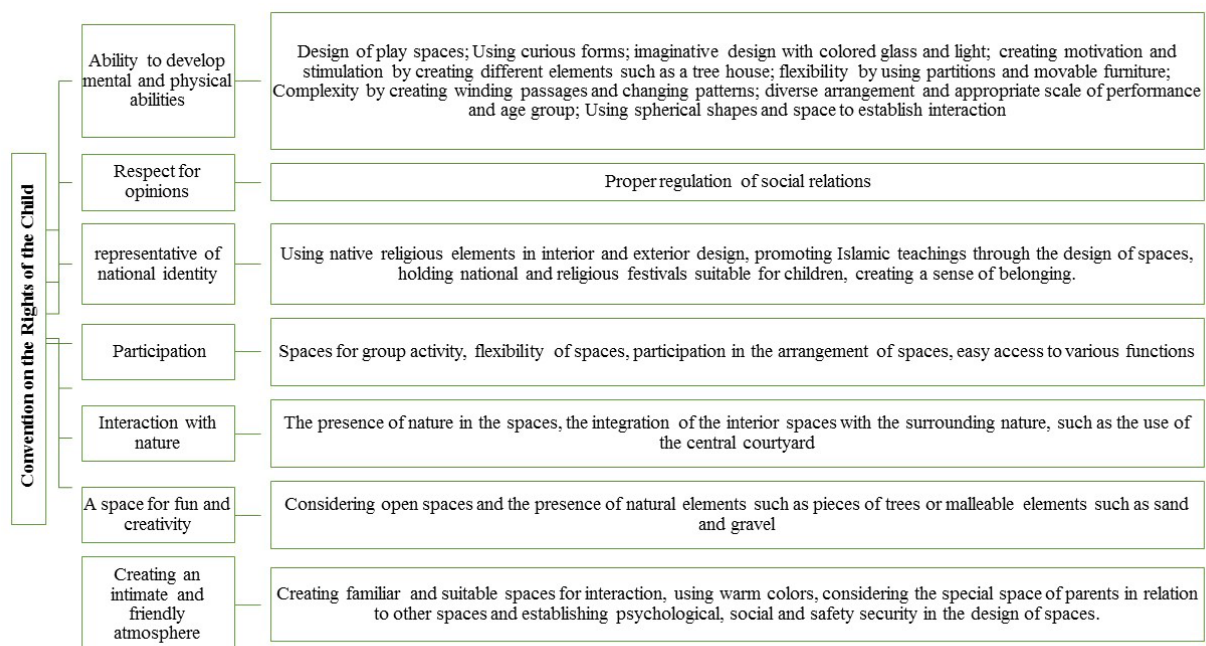 Convention on the Rights of the Child
Ability to develop
mental and physical
abilities
Design of play spaces; Using curious forms; imaginative design with colored glass and light; creating motivation and
stimulation by creating different elements such as a tree house; flexibility by using partitions and movable furniture;
Complexity by creating winding passages and changing patterns; diverse arrangement and appropriate scale of performance
and age group; Using spherical shapes and space to establish interaction
Respect for
opinions
Proper regulation of social relations
representative of
national identity
Using native religious elements in interior and exterior design, promoting Islamic teachings through the design of spaces,
holding national and religious festivals suitable for children, creating a sense of belonging.
Participation
Spaces for group activity, flexibility of spaces, participation in the arrangement of spaces, easy access to various functions
Interaction with
nature
The presence of nature in the spaces, the integration of the interior spaces with the surrounding nature, such as the use of
the central courtyard
A space for fun and
creativity
Considering open spaces and the presence of natural elements such as pieces of trees or malleable elements such as sand
and gravel
Creating an
intimate and
friendly
atmosphere
Creating familiar and suitable spaces for interaction, using warm colors, considering the special space of parents in relation
to other spaces and establishing psychological, social and safety security in the design of spaces.